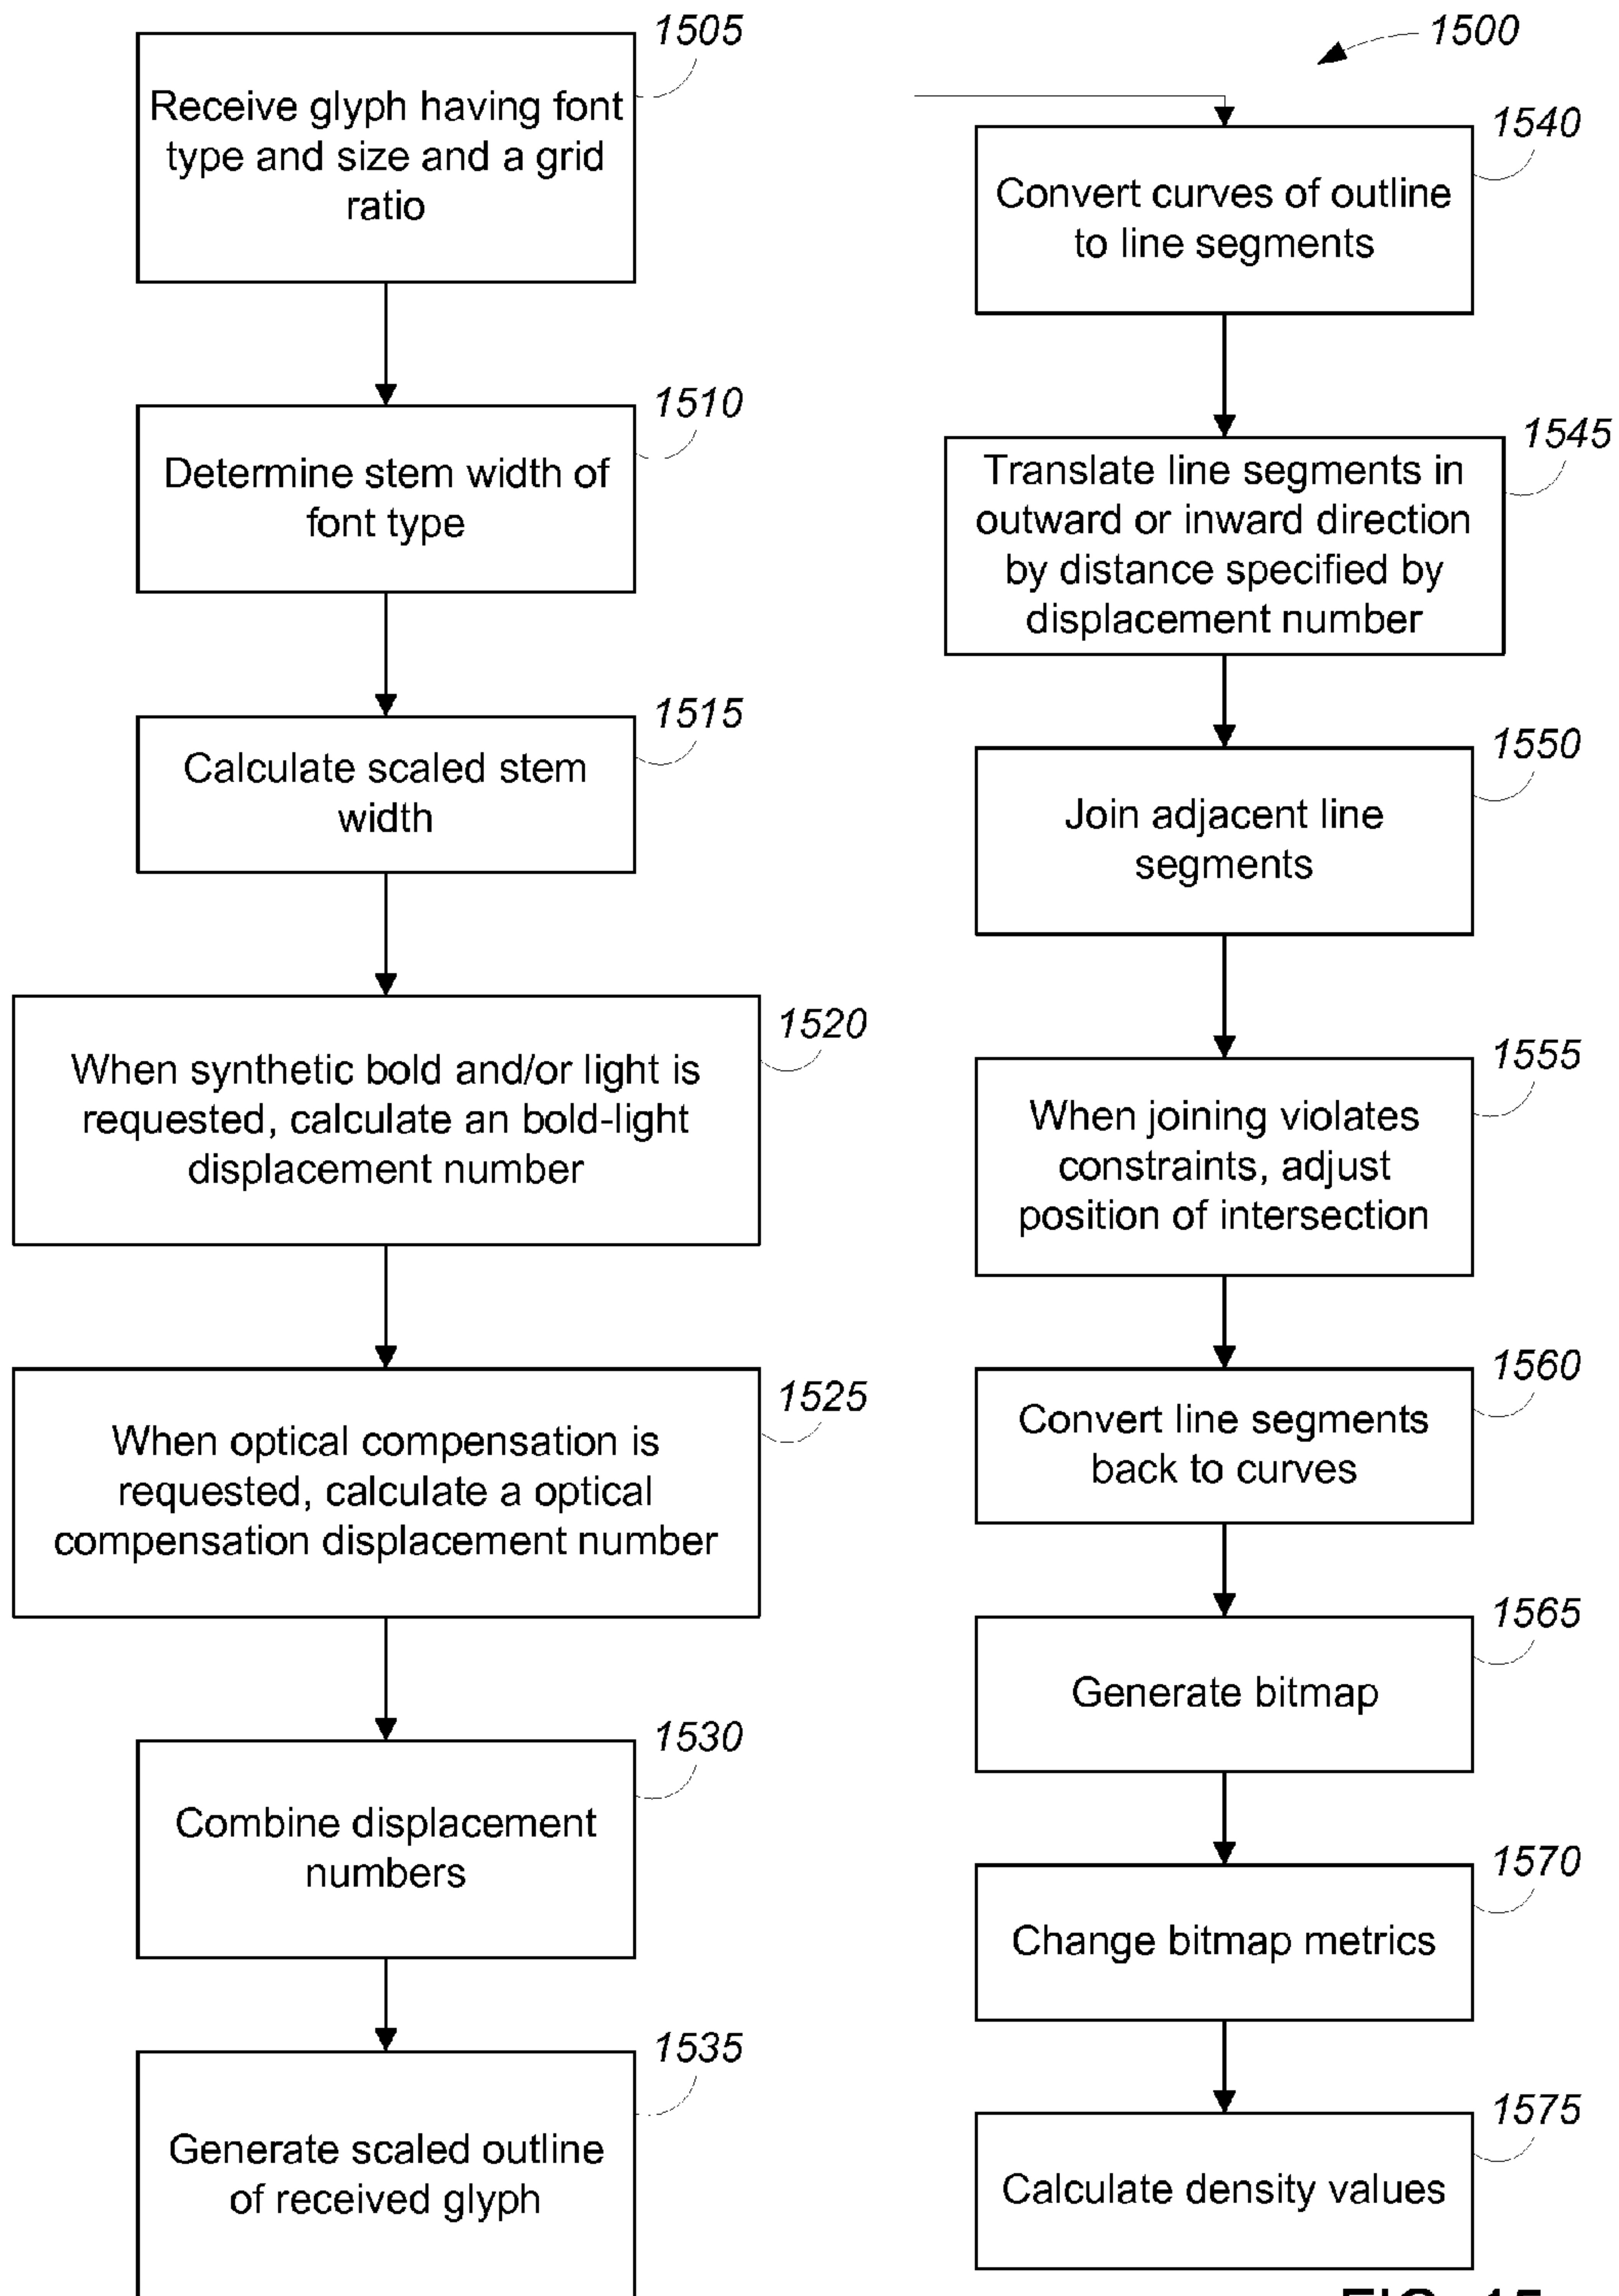 1505
Receive glyph having font
type and size and a grid
ratio
1510
Determine stem width of
font type
1515
Calculate scaled stem
width
1520
When synthetic bold and/or light is
requested, calculate an bold-light
displacement number
1525
When optical compensation is
requested, calculate a optical
compensation displacement number
1530
Combine displacement
numbers
1535
Generate scaled outline
of received glyph
1500
1540
Convert curves of outline
to line segments
1545
Translate line segments in
outward or inward direction
by distance specified by
displacement number
1550
Join adjacent line
segments
1555
When joining violates
constraints, adjust
position of intersection
1560
Convert line segments
back to curves
1565
Generate bitmap
1570
Change bitmap metrics
1575
Calculate density values